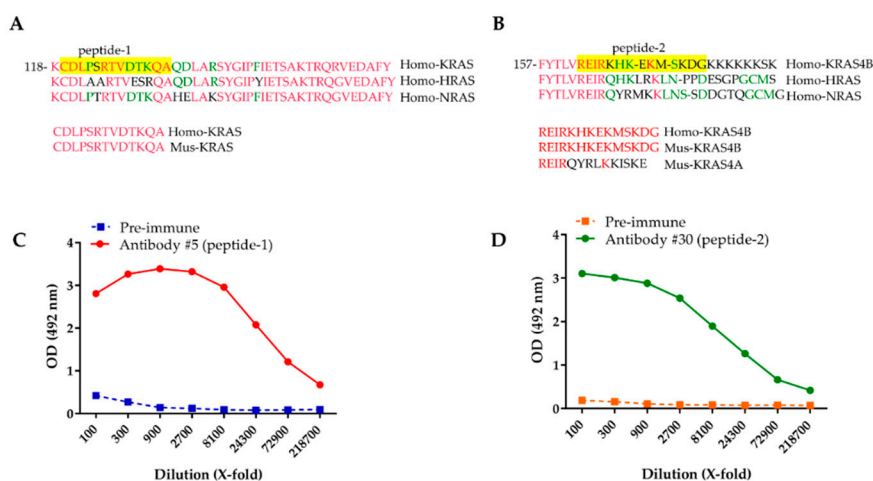 A
peptide-1
118- KCDLPSRTVDTKQAQDLARSYGIPFIETSAKTRQRVEDAFY Homo-KRAS
KCDLAARTVESRQAQDLARSYGIPYIETSAKTRQGVEDAFY Homo-HRAS
KCDLPTRTVDTKQAHELAKSYGIPFIETSAKTRQGVEDAFY Homo-NRAS
CDLPSRTVDTKQA Homo-KRAS
CDLPSRTVDTKQA Mus-KRAS
B
peptide-2
157- FYTLVREIRKHK-EKM-SKDGKKKKKKSK Homo-KRAS4B
FYTLVREIRQHKLRKLN-PPDESGPGCMS Homo-HRAS
FYTLVREIRQYRMKKLNS-SDDGTQGCMG Homo-NRAS
REIRKHKEKMSKDG Homo-KRAS4B
REIRKHKEKMSKDG Mus-KRAS4B
REIRQYRLKKISKE Mus-KRAS4A
C
Pre-immune
Antibody #5 (peptide-1)
OD (492 nm)
4
3
2
1
0
100 300 900 2700 8100 24300 72900 218700
Dilution (X-fold)
D
Pre-immune
Antibody #30 (peptide-2)
OD (492 nm)
4
3
2
1
0
100 300 900 2700 8100 24300 72900 218700
Dilution (X-fold)